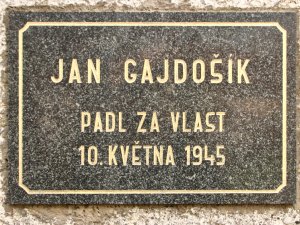 JAN GAJDOŠÍK
PADL ZA VLAST
10. KVĚTNA 1945